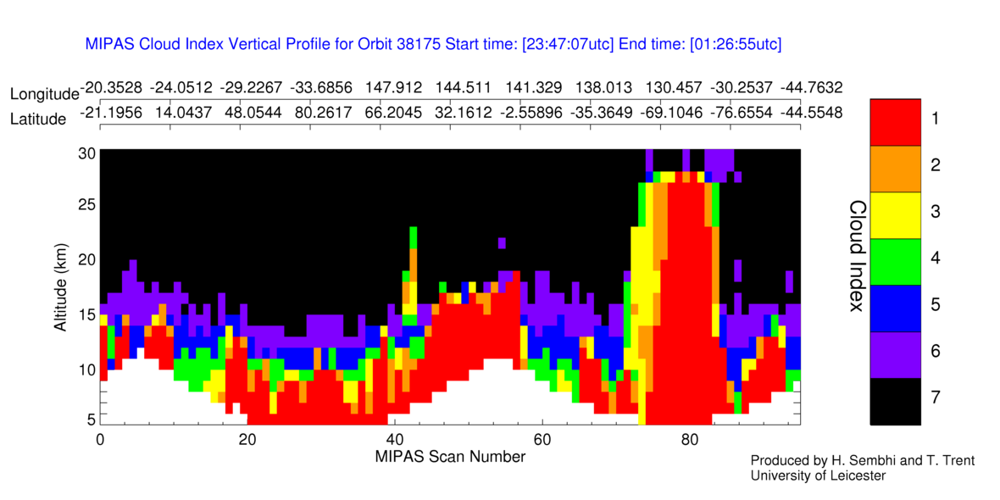 MIPAS Cloud Index Vertical Profile for Orbit 38175 Start time: [23:47:07utc] End time: [01:26:55utc]
Longitude -20.3528 -24.0512 -29.2267 -33.6856 147.912 144.511 141.329 138.013 130.457 -30.2537 -44.7632
Latitude -21.1956 14.0437 48.0544 80.2617 66.2045 32.1612 -2.55896 -35.3649 -69.1046 -76.6554 -44.5548
30
25
20
15
10
5
Altitude (km)
0 20 40 60 80
MIPAS Scan Number
Cloud Index
1
2
3
4
5
6
7
Produced by H. Sembhi and T. Trent
University of Leicester